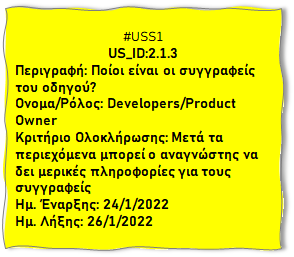 #USS1
US_ID:2.1.3
Περιγραφή: Ποίοι είναι οι συγγραφείς
του οδηγού?
Ονομα/Ρόλος: Developers/Product
Owner
Κριτήριο Ολοκλήρωσης: Μετά τα
περιεχόμενα μπορεί ο αναγνώστης να
δει μερικές πληροφορίες για τους
συγγραφείς
Ημ. Έναρξης: 24/1/2022
Ημ. Λήξης: 26/1/2022